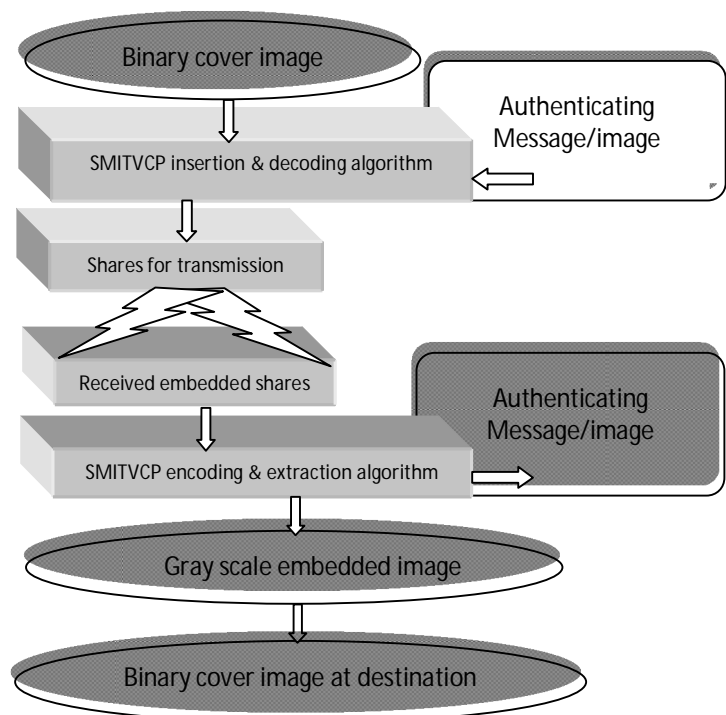 Binary cover image
Authenticating
Message/image
SMITVCP insertion & decoding algorithm
Shares for transmission
Received embedded shares
Authenticating
Message/image
SMITVCP encoding & extraction algorithm
Gray scale embedded image
Binary cover image at destination